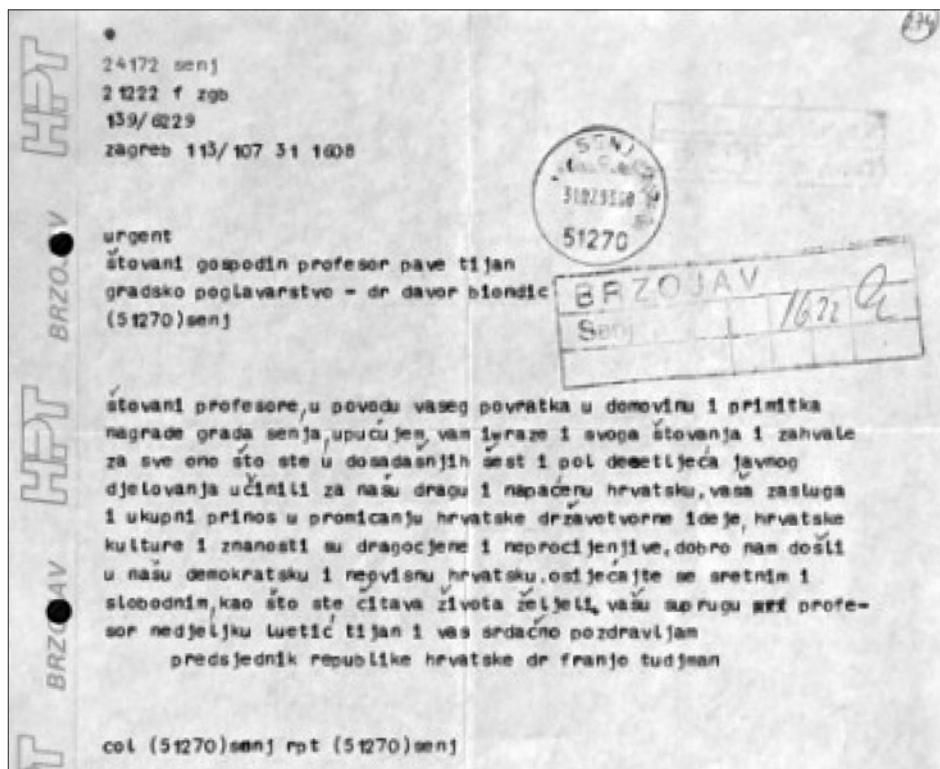 274
24172 senj
21222 f zgb
139/6229
zagreb 113/107 31 1608
SENJ
51270
urgent
štovani gospodin profesor pave tijan
gradsko poglavarstvo - dr davor biondic
(51270)senj
BRZOJAV
Senj
1622
štovani profesore,u povodu vaseg povratka u domovinu i primitka
nagrade grada senja,upućujem vam izraze i svoga štovanja i zahvale
za sve ono što ste u dosadašnjih šest i pol desetljeća javnog
djelovanja učinili za našu dragu i napaćenu hrvatsku,vaša zasluga
i ukupni prinos u promicanju hrvatske državotvorne ideje, hrvatske
kulture i znanosti su dragocjene i neprocijenjive,dobro nam došli
u našu demokratsku i neovisnu hrvatsku.osijećajte se sretnim i
slobodnim,kao što ste čitava života željeli, vašu suprugu profe-
sor nedjeljku luetić tijan i vas srdačno pozdravljam
predsjednik republike hrvatske dr franjo tudjman
col (51270)senj rpt (51270)senj
HPT
BRZOJAV
HPT
BRZOJAV